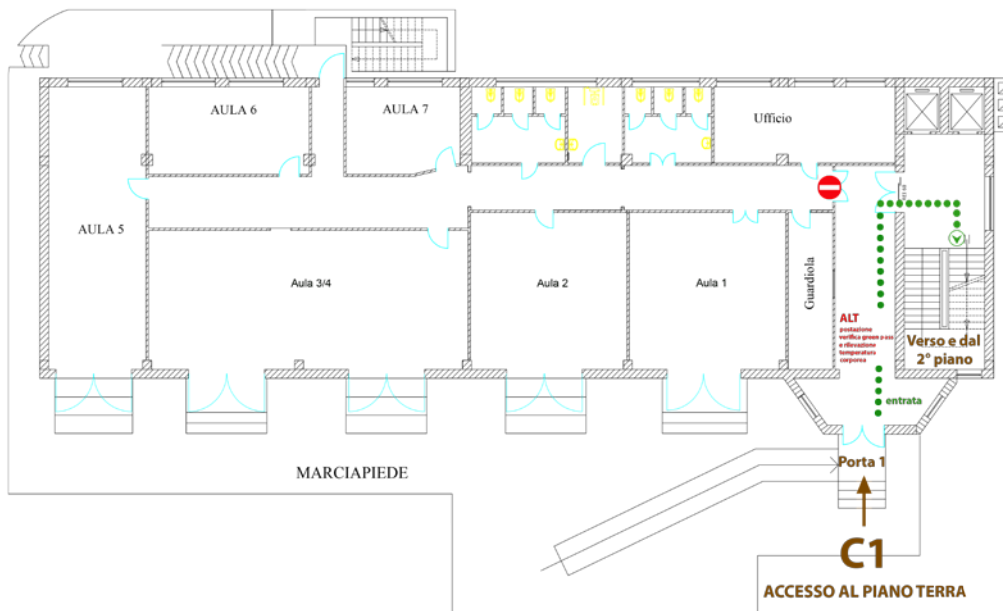 AULA 6
AULA 7
Ufficio
AULA 5
Aula 3/4
Aula 2
Aula 1
Guardiola
ALT
postazione
verifica green pass
e rilevazione
temperatura
corporea
Verso e dal
2° piano
entrata
MARCIAPIEDE
Porta 1
C1
ACCESSO AL PIANO TERRA